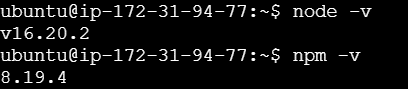 ubuntu@ip-172-31-94-77:~$ node -v
v16.20.2
ubuntu@ip-172-31-94-77:~$ npm -v
8.19.4